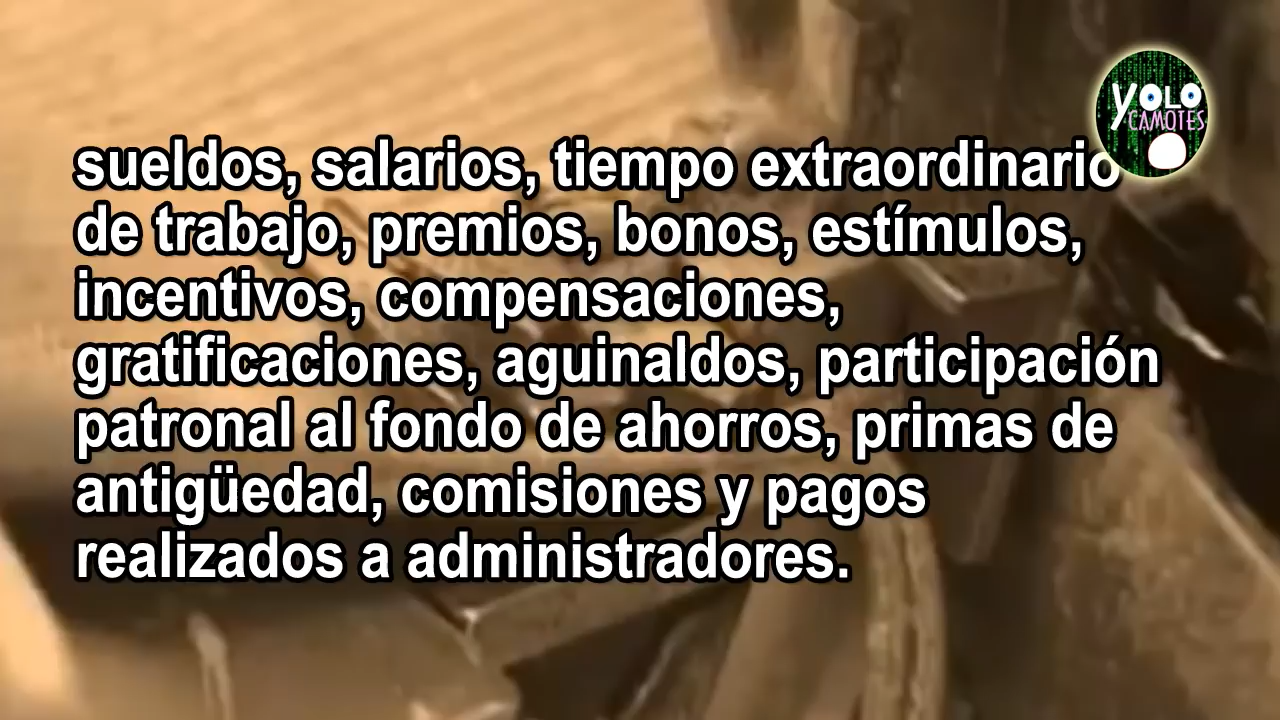 YOLO
CAMOTES
sueldos, salarios, tiempo extraordinario
de trabajo, premios, bonos, estímulos,
incentivos, compensaciones,
gratificaciones, aguinaldos, participación
patronal al fondo de ahorros, primas de
antigüedad, comisiones y pagos
realizados a administradores.